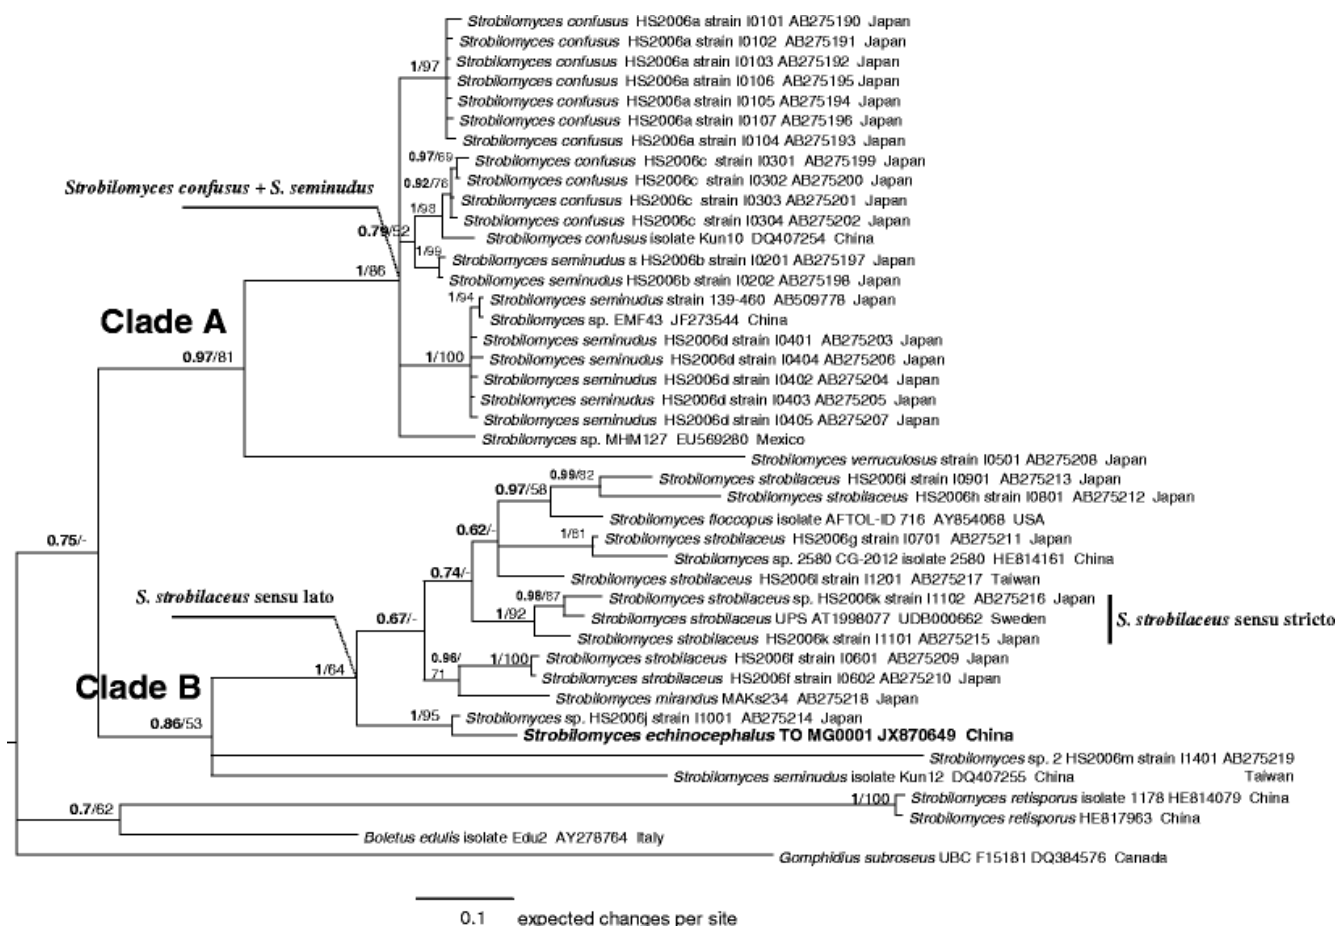 Strobilomyces confusus HS2006a strain I0101 AB275190 Japan
Strobilomyces confusus HS2006a strain I0102 AB275191 Japan
Strobilomyces confusus HS2006a strain I0103 AB275192 Japan
1/97
Strobilomyces confusus HS2006a strain I0106 AB275195 Japan
Strobilomyces confusus HS2006a strain I0105 AB275194 Japan
Strobilomyces confusus HS2006a strain I0107 AB275196 Japan
Strobilomyces confusus HS2006a strain I0104 AB275193 Japan
0.97/69
Strobilomyces confusus HS2006c strain I0301 AB275199 Japan
Strobilomyces confusus + S. seminudus
0.92/76
Strobilomyces confusus HS2006c strain I0302 AB275200 Japan
Strobilomyces confusus HS2006c strain I0303 AB275201 Japan
1/98
Strobilomyces confusus HS2006c strain I0304 AB275202 Japan
0.79/52
Strobilomyces confusus isolate Kun10 DQ407254 China
1/99
Strobilomyces seminudus s HS2006b strain I0201 AB275197 Japan
1/86
Strobilomyces seminudus HS2006b strain I0202 AB275198 Japan
1/94
Strobilomyces seminudus strain 139-460 AB509778 Japan
Clade A
Strobilomyces sp. EMF43 JF273544 China
Strobilomyces seminudus HS2006d strain I0401 AB275203 Japan
0.97/81
1/100
Strobilomyces seminudus HS2006d strain I0404 AB275206 Japan
Strobilomyces seminudus HS2006d strain I0402 AB275204 Japan
Strobilomyces seminudus HS2006d strain I0403 AB275205 Japan
Strobilomyces seminudus HS2006d strain I0405 AB275207 Japan
Strobilomyces sp. MHM127 EU569280 Mexico
Strobilomyces verruculosus strain I0501 AB275208 Japan
0.99/82
Strobilomyces strobilaceus HS2006i strain I0901 AB275213 Japan
0.97/58
Strobilomyces strobilaceus HS2006h strain I0801 AB275212 Japan
Strobilomyces floccopus isolate AFTOL-ID 716 AY854068 USA
0.62/-
1/81
Strobilomyces strobilaceus HS2006g strain I0701 AB275211 Japan
0.75/-
Strobilomyces sp. 2580 CG-2012 isolate 2580 HE814161 China
0.74/-
Strobilomyces strobilaceus HS2006l strain I1201 AB275217 Taiwan
S. strobilaceus sensu lato
0.98/87
Strobilomyces strobilaceus sp. HS2006k strain I1102 AB275216 Japan
0.67/-
1/92
Strobilomyces strobilaceus UPS AT1998077 UDB000662 Sweden
S. strobilaceus sensu stricto
Strobilomyces strobilaceus HS2006k strain I1101 AB275215 Japan
0.96/
71
1/100
Strobilomyces strobilaceus HS2006f strain I0601 AB275209 Japan
1/64
Strobilomyces strobilaceus HS2006f strain I0602 AB275210 Japan
Clade B
Strobilomyces mirandus MAKs234 AB275218 Japan
0.86/53
1/95
Strobilomyces sp. HS2006j strain I1001 AB275214 Japan
Strobilomyces echinocephalus TO MG0001 JX870649 China
Strobilomyces sp. 2 HS2006m strain I1401 AB275219
Strobilomyces seminudus isolate Kun12 DQ407255 China
Taiwan
1/100
Strobilomyces retisporus isolate 1178 HE814079 China
0.7/62
Strobilomyces retisporus HE817963 China
Boletus edulis isolate Edu2 AY278764 Italy
Gomphidius subroseus UBC F15181 DQ384576 Canada
0.1 expected changes per site